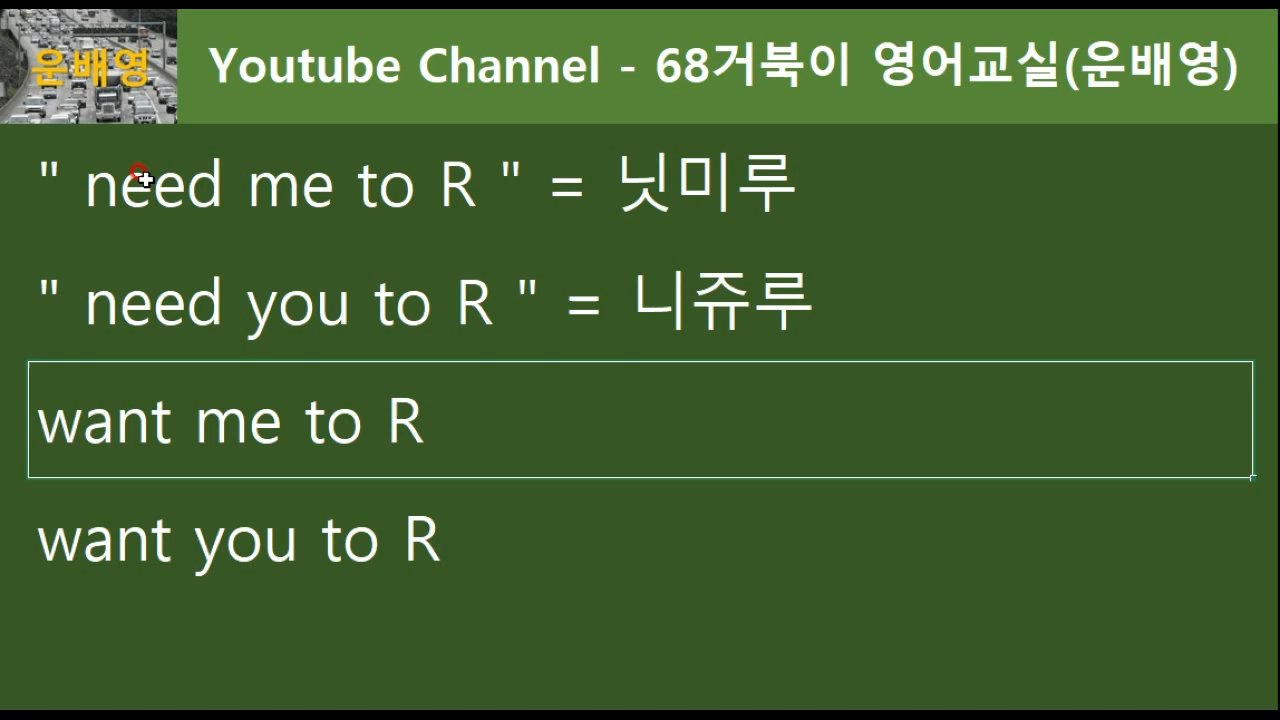 운배영
Youtube Channel - 68거북이 영어교실(운배영)
" need me to R " = 닛미루
" need you to R " = 니쥬루
want me to R
want you to R